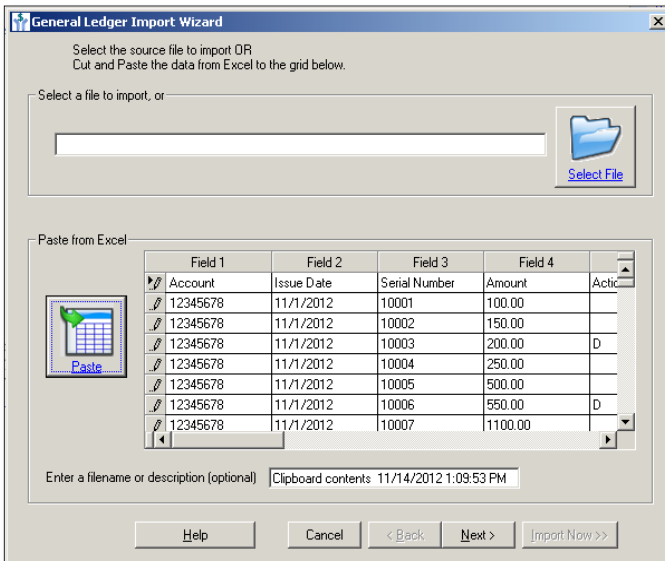 General Ledger Import Wizard
Select the source file to import OR
Cut and Paste the data from Excel to the grid below.
Select a file to import, or
Select File
Paste from Excel
Field 1 Field 2 Field 3 Field 4
Account Issue Date Serial Number Amount Actio
12345678 11/1/2012 10001 100.00
12345678 11/1/2012 10002 150.00
12345678 11/1/2012 10003 200.00 D
12345678 11/1/2012 10004 250.00
12345678 11/1/2012 10005 500.00
12345678 11/1/2012 10006 550.00 D
12345678 11/1/2012 10007 1100.00
Paste
Enter a filename or description (optional) Clipboard contents 11/14/2012 1:09:53 PM
Help Cancel < Back Next > Import Now >>